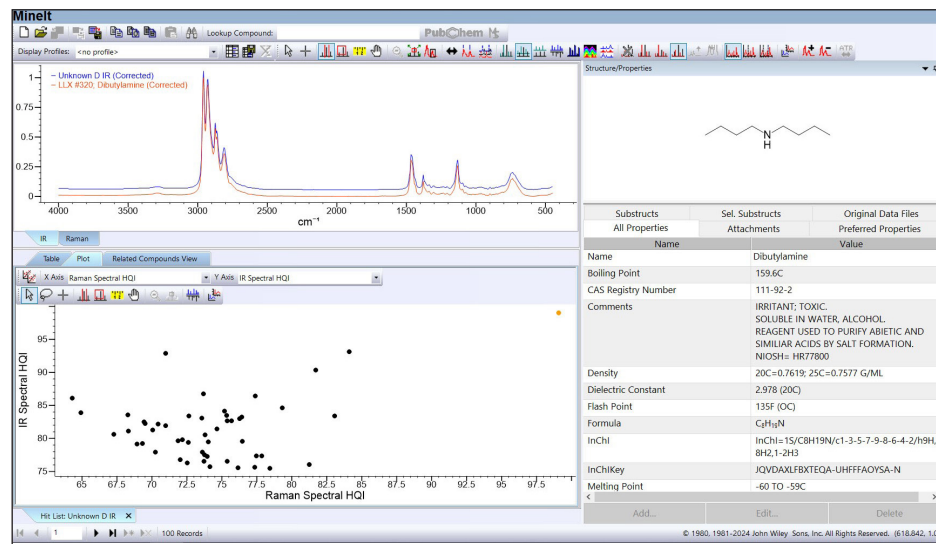 MineIt
Lookup Compound:
PubChem
Display Profiles: <no profile>
ATR
Unknown D IR (Corrected)
LLX #320; Dibutylamine (Corrected)
1
0.75
0.5
0.25
0
4000 3500 3000 2500 2000 1500 1000 500
cm⁻¹
IR Raman
Table Plot Related Compounds View
X Axis Raman Spectral HQI Y Axis IR Spectral HQI
IR Spectral HQI
95
90
85
80
75
65 67.5 70 72.5 75 77.5 80 82.5 85 87.5 90 92.5 95 97.5
Raman Spectral HQI
Hit List: Unknown D IR X
1 100 Records
Structure/Properties
N
H
Substructs Sel. Substructs Original Data Files
All Properties Attachments Preferred Properties
Name Value
Name Dibutylamine
Boiling Point 159.6C
CAS Registry Number 111-92-2
Comments IRRITANT; TOXIC.
SOLUBLE IN WATER, ALCOHOL.
REAGENT USED TO PURIFY ABIETIC AND
SIMILIAR ACIDS BY SALT FORMATION.
NIOSH= HR77800
Density 20C=0.7619; 25C=0.7577 G/ML
Dielectric Constant 2.978 (20C)
Flash Point 135F (OC)
Formula C₈H₁₉N
InChI InChI=1S/C8H19N/c1-3-5-7-9-8-6-4-2/h9H,
8H2,1-2H3
InChIKey JQVDAXLFBXTEQA-UHFFFAOYSA-N
Melting Point -60 TO -59C
Add... Edit... Delete
© 1980, 1981-2024 John Wiley Sons, Inc. All Rights Reserved. (618.842, 1.0